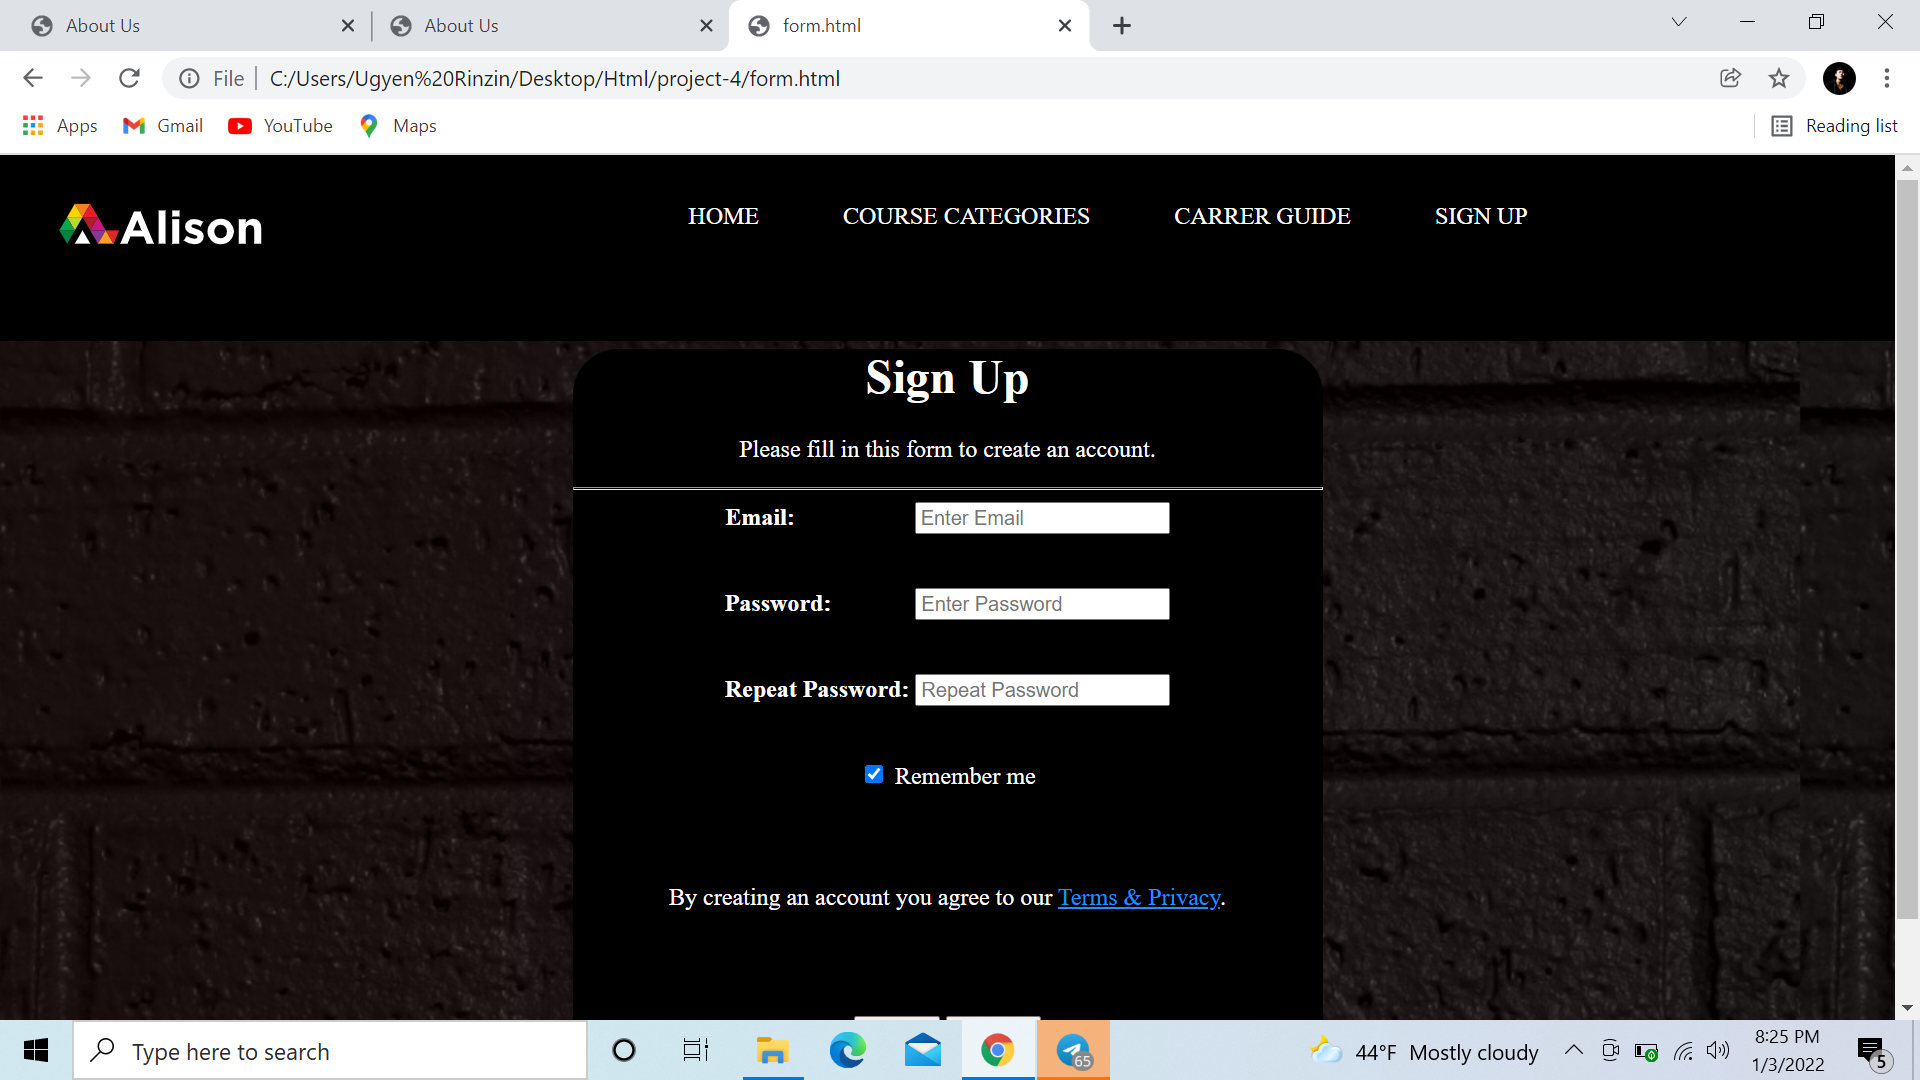 About Us
About Us
form.html
File
C:/Users/Ugyen%20Rinzin/Desktop/Html/project-4/form.html
Apps
Gmail
YouTube
Maps
Reading list
Alison
HOME
COURSE CATEGORIES
CARRER GUIDE
SIGN UP
Sign Up
Please fill in this form to create an account.
Email:
Enter Email
Password:
Enter Password
Repeat Password:
Repeat Password
Remember me
By creating an account you agree to our Terms & Privacy.
Type here to search
65
44°F Mostly cloudy
8:25 PM
1/3/2022
5